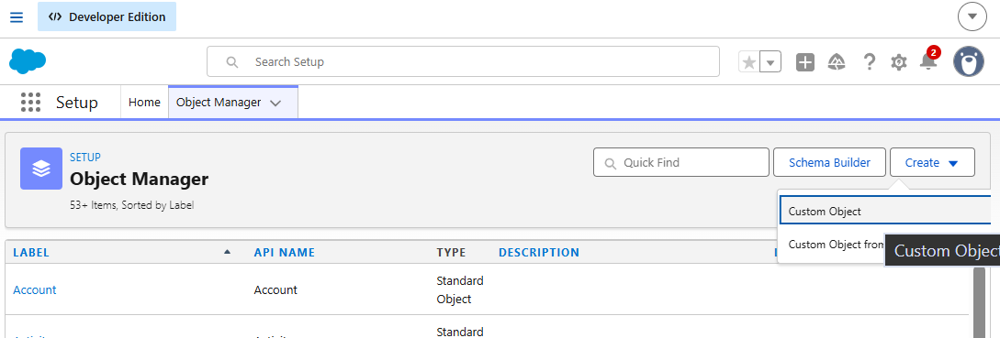 Developer Edition
Search Setup
2
Setup
Home
Object Manager
SETUP
Object Manager
53+ Items, Sorted by Label
Quick Find
Schema Builder
Create
Custom Object
Custom Object from
Custom Object
LABEL
API NAME
TYPE
DESCRIPTION
Account
Account
Standard
Object
Standard